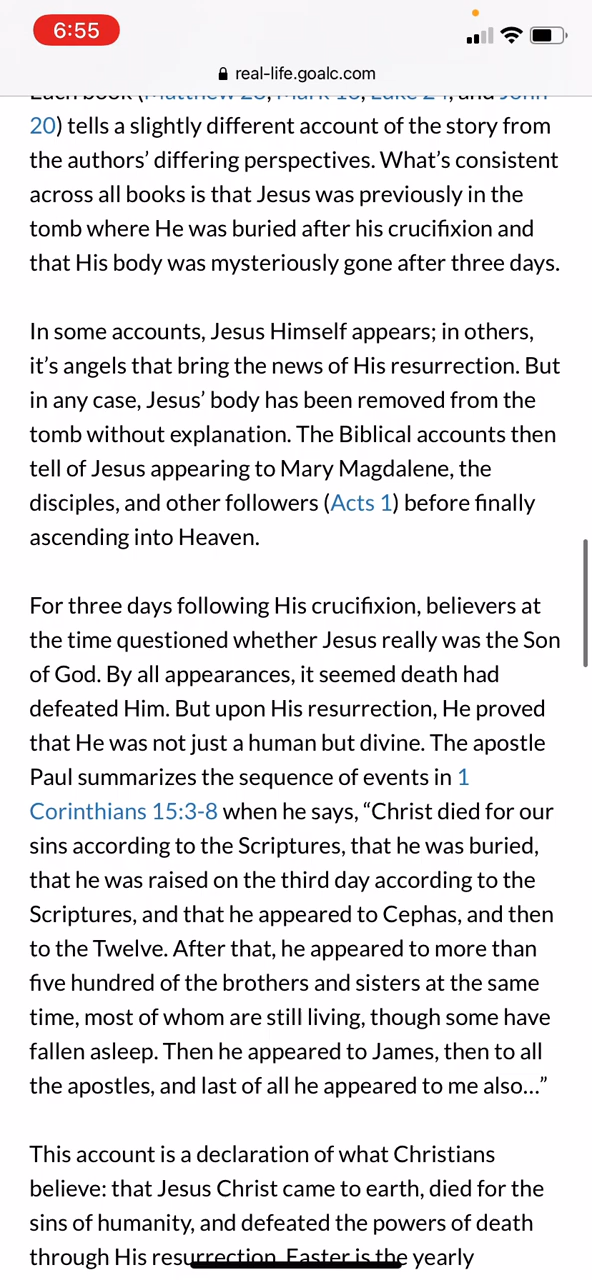 6:55
real-life.goalc.com
Each book (Matthew 28, Mark 16, Luke 24, and John
20) tells a slightly different account of the story from
the authors’ differing perspectives. What’s consistent
across all books is that Jesus was previously in the
tomb where He was buried after his crucifixion and
that His body was mysteriously gone after three days.
In some accounts, Jesus Himself appears; in others,
it’s angels that bring the news of His resurrection. But
in any case, Jesus’ body has been removed from the
tomb without explanation. The Biblical accounts then
tell of Jesus appearing to Mary Magdalene, the
disciples, and other followers (Acts 1) before finally
ascending into Heaven.
For three days following His crucifixion, believers at
the time questioned whether Jesus really was the Son
of God. By all appearances, it seemed death had
defeated Him. But upon His resurrection, He proved
that He was not just a human but divine. The apostle
Paul summarizes the sequence of events in 1
Corinthians 15:3-8 when he says, “Christ died for our
sins according to the Scriptures, that he was buried,
that he was raised on the third day according to the
Scriptures, and that he appeared to Cephas, and then
to the Twelve. After that, he appeared to more than
five hundred of the brothers and sisters at the same
time, most of whom are still living, though some have
fallen asleep. Then he appeared to James, then to all
the apostles, and last of all he appeared to me also...”
This account is a declaration of what Christians
believe: that Jesus Christ came to earth, died for the
sins of humanity, and defeated the powers of death
through His resurrection. Easter is the yearly